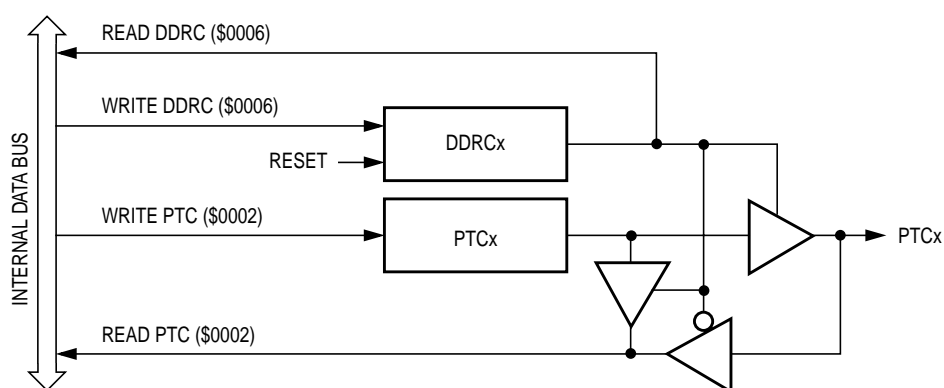 READ DDRC ($0006)
WRITE DDRC ($0006)
DDRCx
RESET
INTERNAL DATA BUS
WRITE PTC ($0002)
PTCx
PTCx
READ PTC ($0002)